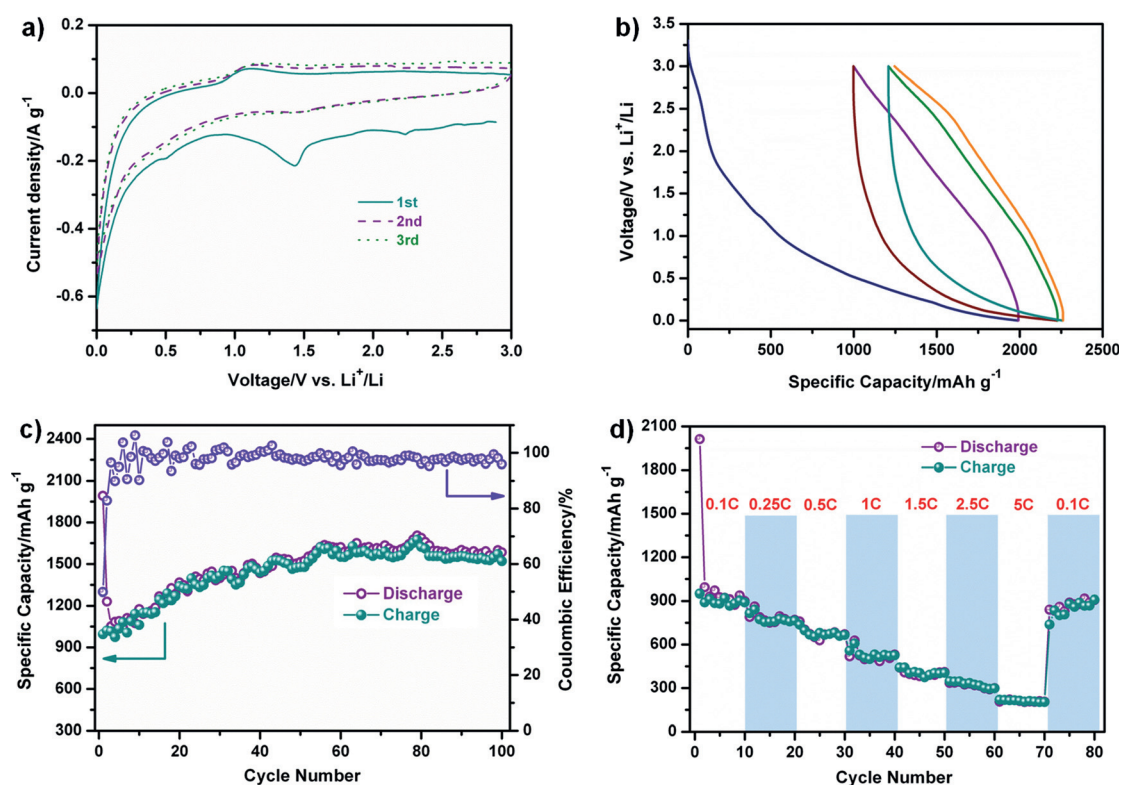 a)
0.2
0.0
-0.2
-0.4
-0.6
Current density/A g⁻¹
1st
2nd
3rd
0.0 0.5 1.0 1.5 2.0 2.5 3.0
Voltage/V vs. Li⁺/Li
b)
3.5
3.0
2.5
2.0
1.5
1.0
0.5
0.0
Voltage/V vs. Li⁺/Li
0 500 1000 1500 2000 2500
Specific Capacity/mAh g⁻¹
c)
2400
2100
1800
1500
1200
900
600
300
Specific Capacity/mAh g⁻¹
Discharge
Charge
100
80
60
40
20
0
Coulombic Efficiency/%
0 20 40 60 80 100
Cycle Number
d)
2100
1800
1500
1200
900
600
300
0
Specific Capacity/mAh g⁻¹
Discharge
Charge
0.1C 0.25C 0.5C 1C 1.5C 2.5C 5C 0.1C
0 10 20 30 40 50 60 70 80
Cycle Number